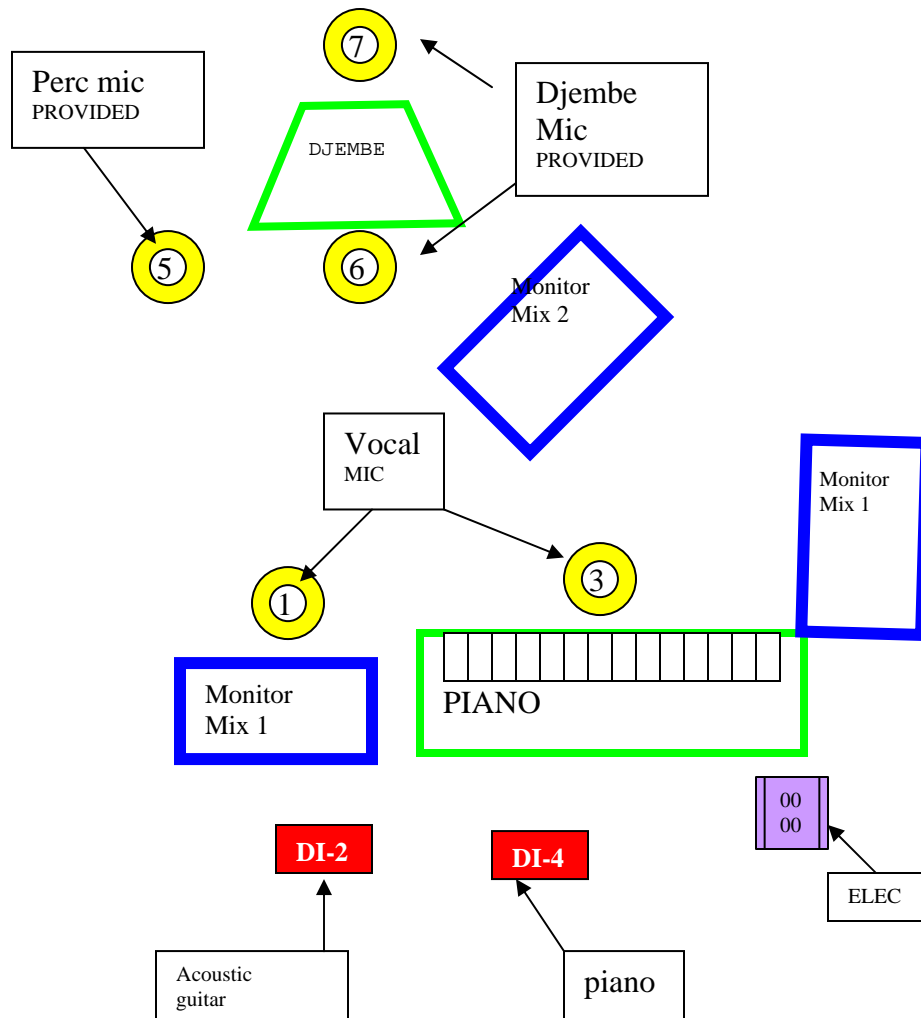 7
Perc mic
PROVIDED
Djembe
Mic
PROVIDED
DJEMBE
5
6
Monitor
Mix 2
Vocal
MIC
Monitor
Mix 1
3
1
Monitor
Mix 1
PIANO
00
00
DI-2
DI-4
ELEC
Acoustic
guitar
piano